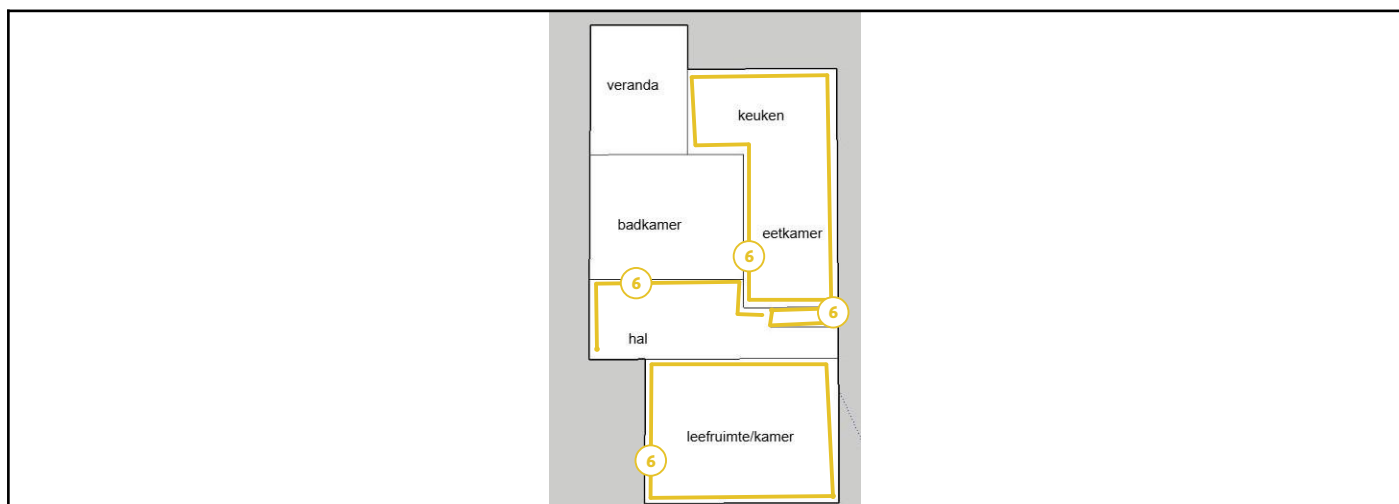 veranda
keuken
badkamer
eetkamer
6
6
6
hal
leefruimte/kamer
6